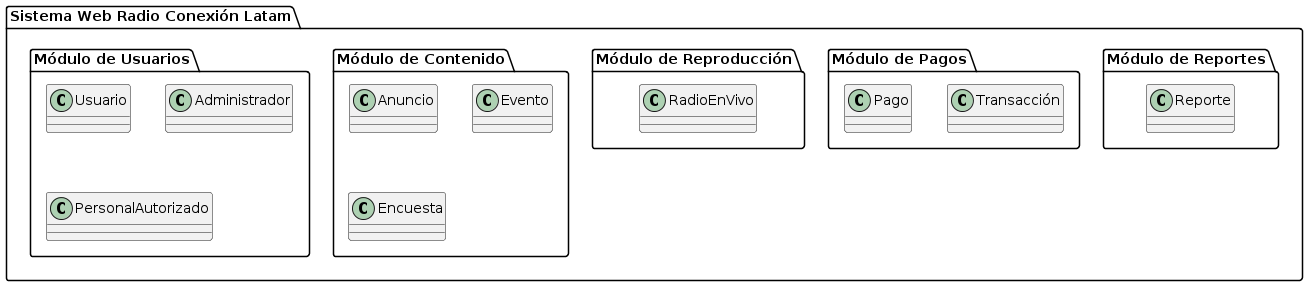 Sistema Web Radio Conexión Latam
Módulo de Usuarios
C Usuario
C Administrador
C PersonalAutorizado
Módulo de Contenido
C Anuncio
C Evento
C Encuesta
Módulo de Reproducción
C RadioEnVivo
Módulo de Pagos
C Pago
C Transacción
Módulo de Reportes
C Reporte